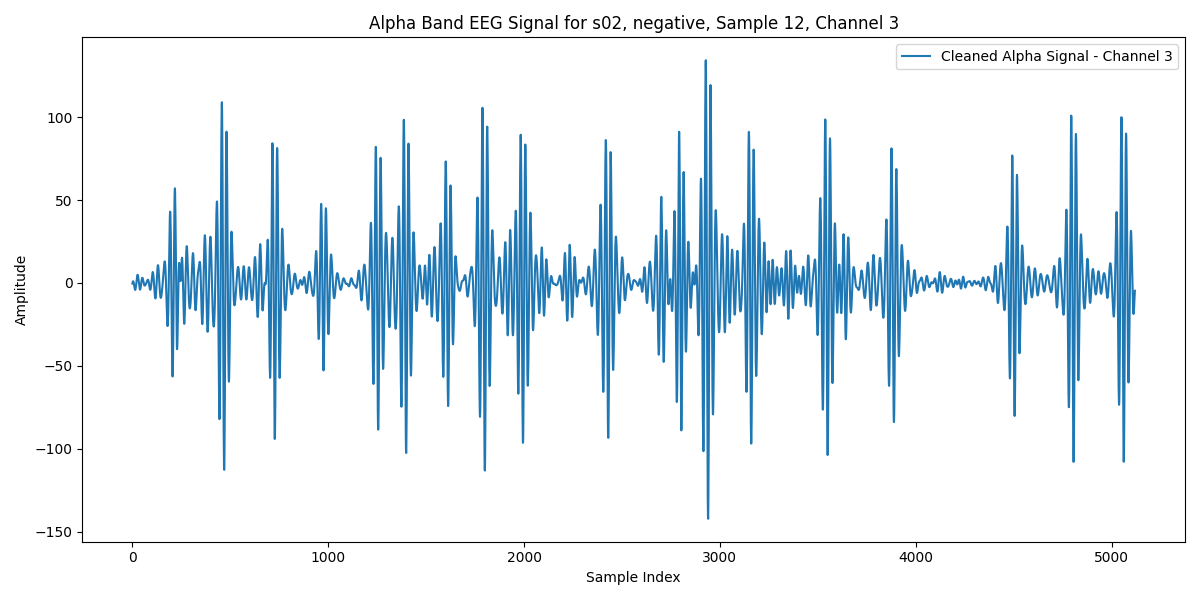 Alpha Band EEG Signal for s02, negative, Sample 12, Channel 3
Cleaned Alpha Signal - Channel 3
Amplitude
100
50
0
−50
−100
−150
0 1000 2000 3000 4000 5000
Sample Index